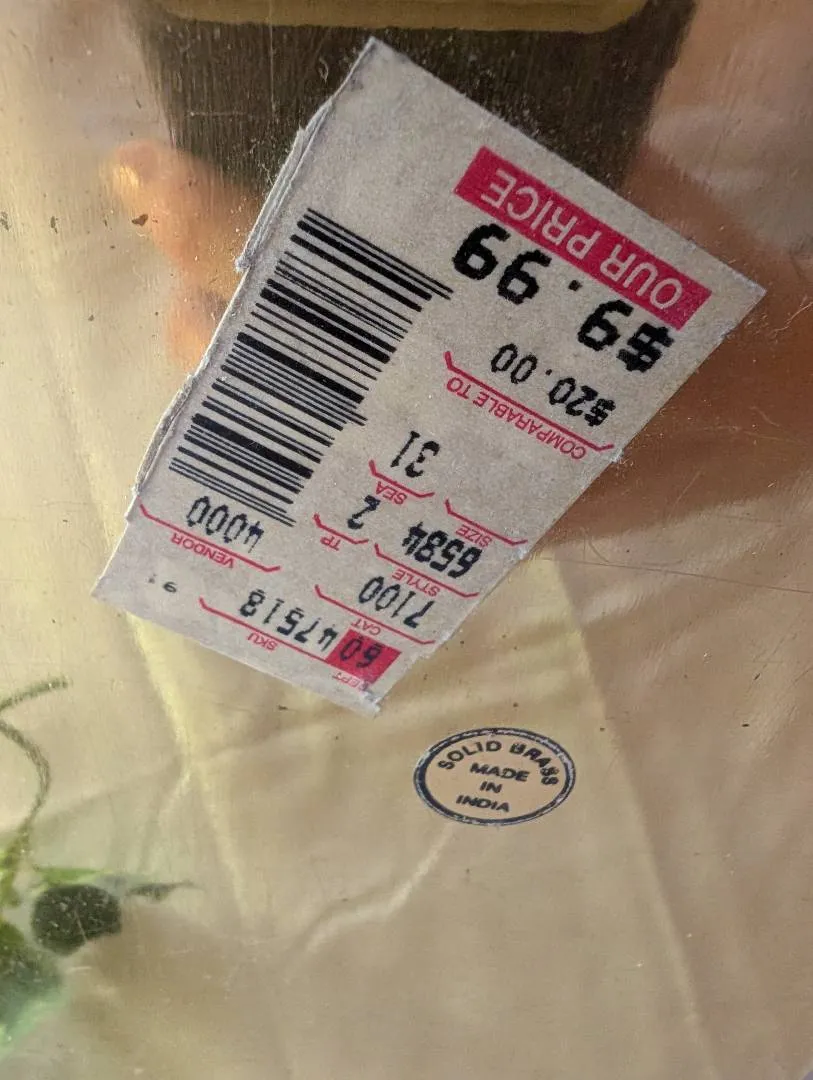 DEPT SKU
60 47518
CAT VENDOR
7100 4000
STYLE TP
6584 2
SIZE SEA
31
COMPARABLE TO
$20.00
$9.99
OUR PRICE
SOLID BRASS
MADE
IN
INDIA